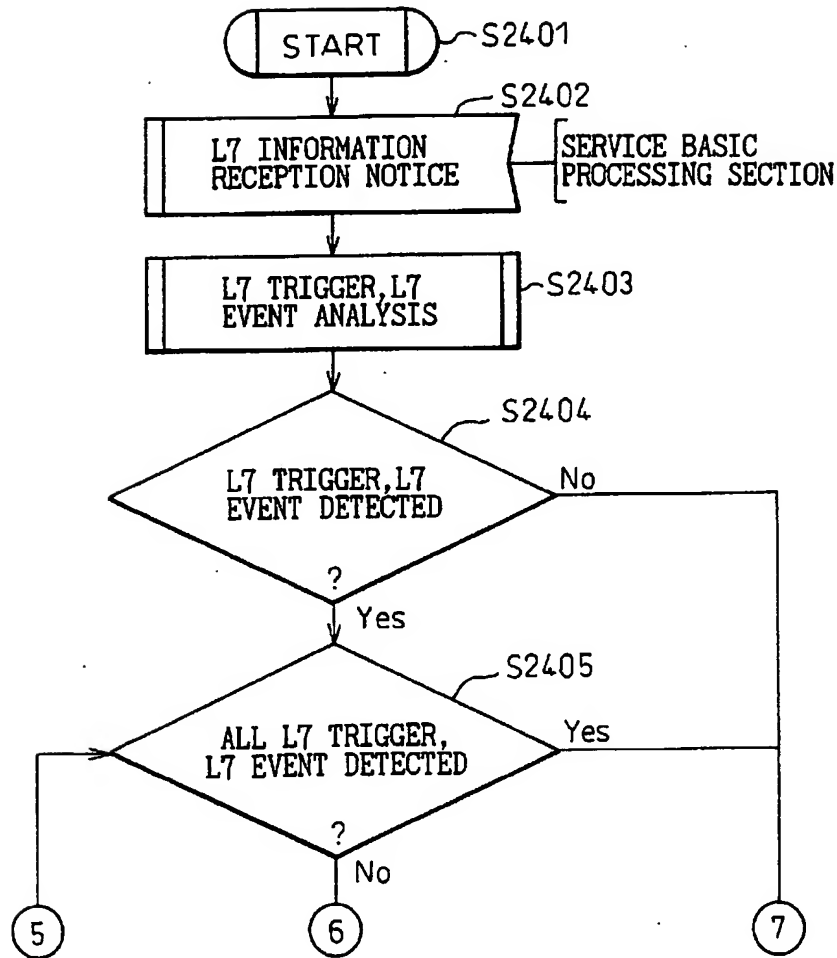 START
S2401
S2402
L7 INFORMATION
RECEPTION NOTICE
SERVICE BASIC
PROCESSING SECTION
L7 TRIGGER,L7
EVENT ANALYSIS
S2403
S2404
L7 TRIGGER,L7
EVENT DETECTED
?
No
Yes
S2405
ALL L7 TRIGGER,
L7 EVENT DETECTED
?
Yes
No
5
6
7